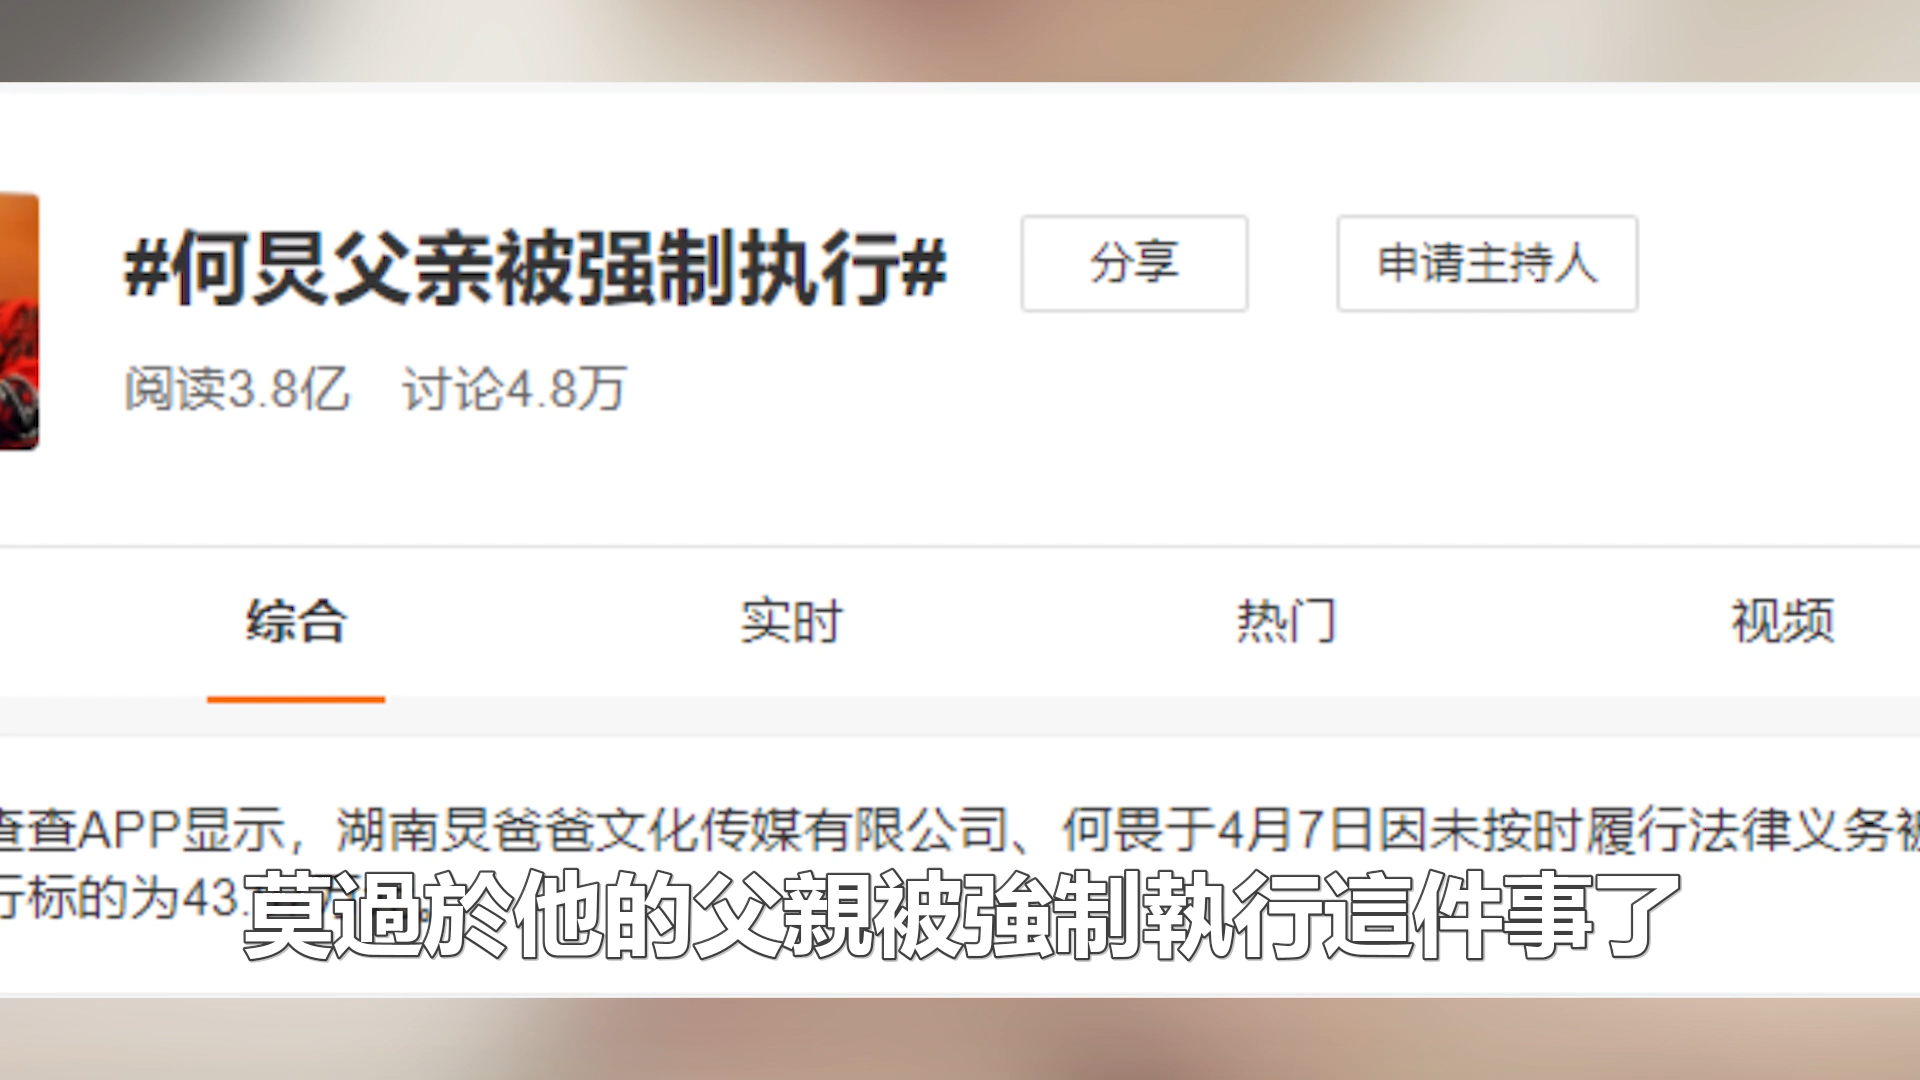 #何炅父亲被强制执行#
分享
申请主持人
阅读3.8亿 讨论4.8万
综合 实时 热门 视频
查查APP显示，湖南炅爸爸文化传媒有限公司、何畏于4月7日因未按时履行法律义务被
行标的为43.
莫過於他的父親被強制執行這件事了